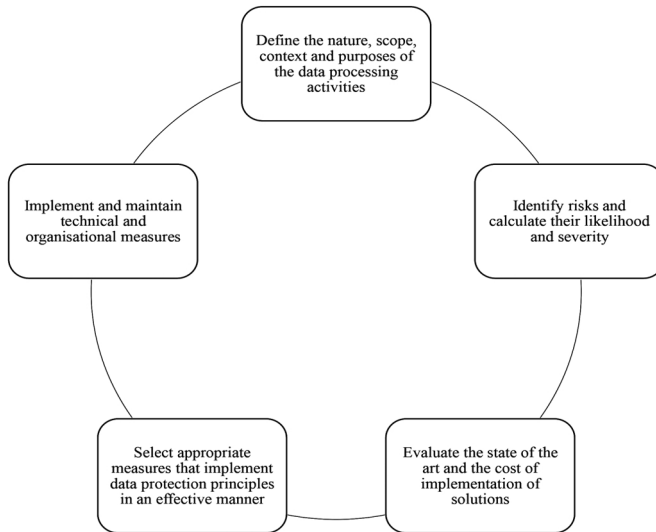 Define the nature, scope,
context and purposes of
the data processing
activities
Identify risks and
calculate their likelihood
and severity
Evaluate the state of the
art and the cost of
implementation of
solutions
Select appropriate
measures that implement
data protection principles
in an effective manner
Implement and maintain
technical and
organisational measures